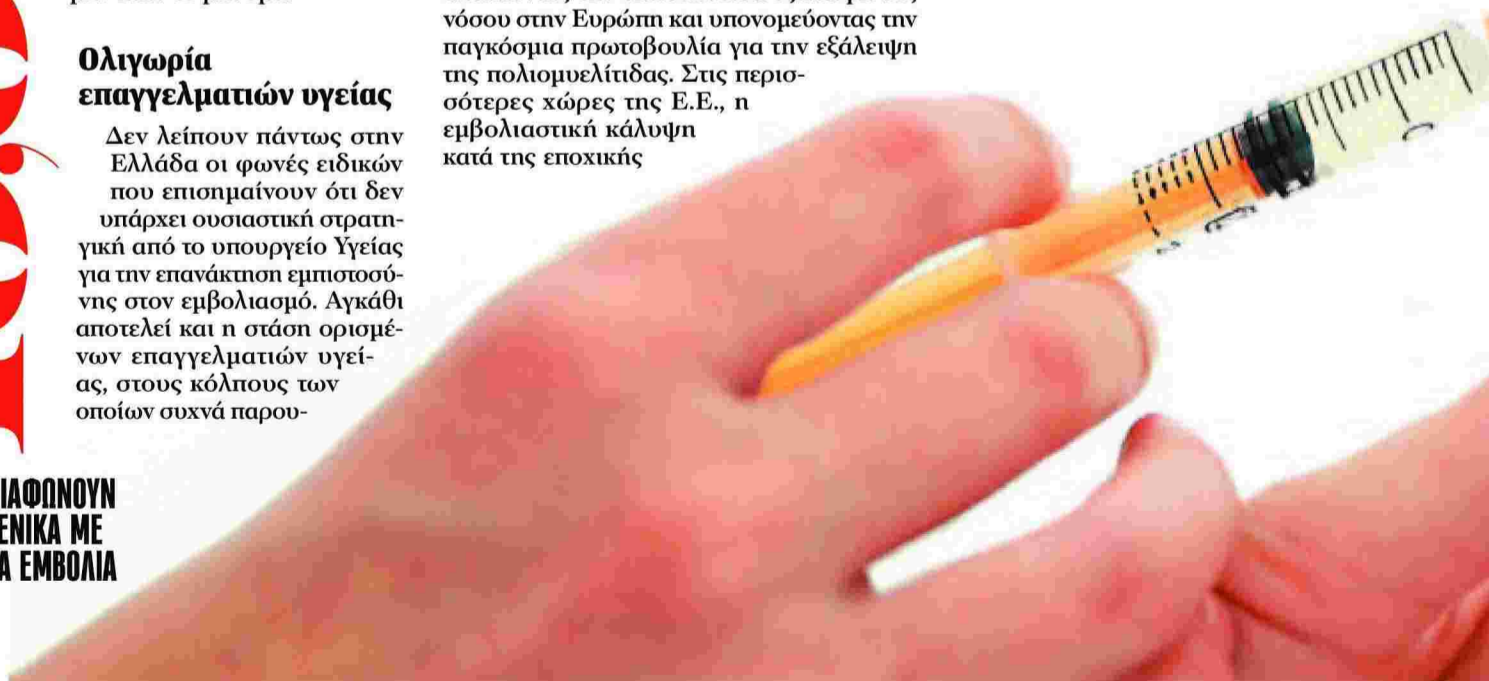 Ολιγωρία
επαγγελματιών υγείας
Δεν λείπουν πάντως στην
Ελλάδα οι φωνές ειδικών
που επισημαίνουν ότι δεν
υπάρχει ουσιαστική στρατη-
γική από το υπουργείο Υγείας
για την επανάκτηση εμπιστοσύ-
νης στον εμβολιασμό. Αγκάθι
αποτελεί και η στάση ορισμέ-
νων επαγγελματιών υγεί-
ας, στους κόλπους των
οποίων συχνά παρου-
ΙΑΦΩΝΟΥΝ
ΕΝΙΚΑ ΜΕ
Α ΕΜΒΟΛΙΑ
νόσου στην Ευρώπη και υπονομεύοντας την
παγκόσμια πρωτοβουλία για την εξάλειψη
της πολιομυελίτιδας. Στις περισ-
σότερες χώρες της Ε.Ε., η
εμβολιαστική κάλυψη
κατά της εποχικής